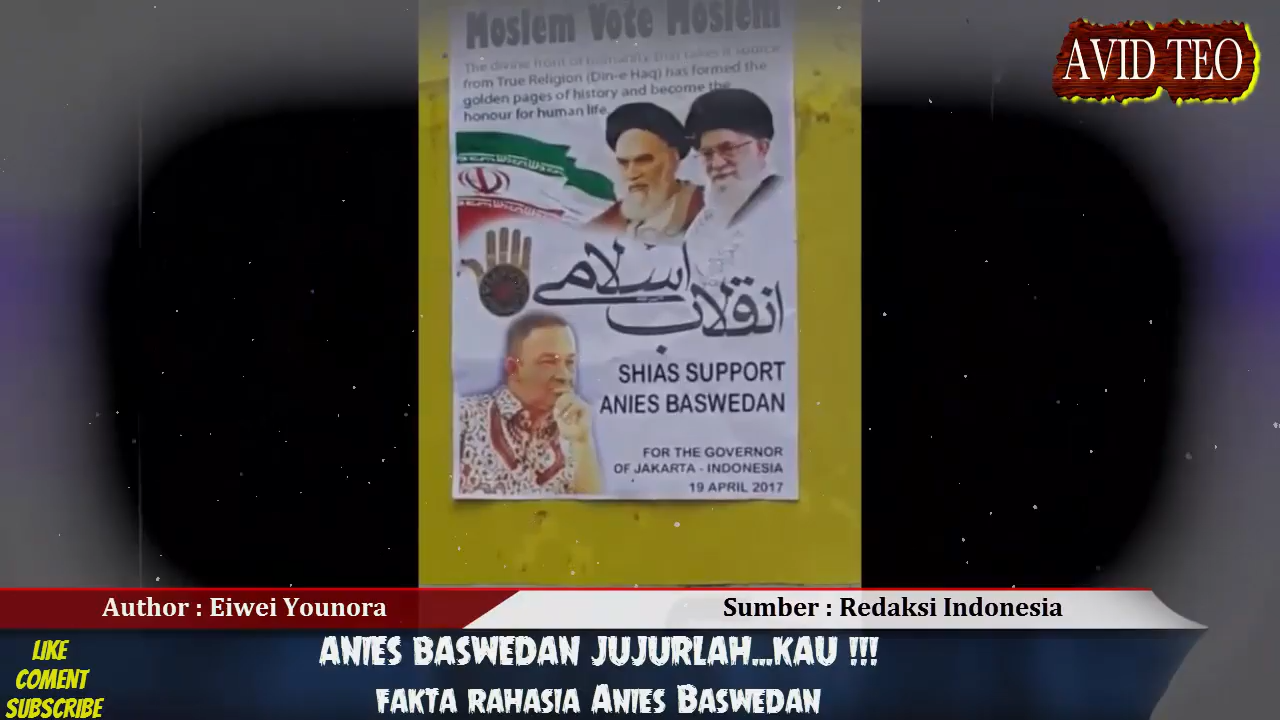 Moslem Vote Moslem
The divine front of humanity that takes it source
from True Religion (Din-e Haq) has formed the
golden pages of history and become the
honour for human life.
انقلاب اسلامی
SHIAS SUPPORT
ANIES BASWEDAN
FOR THE GOVERNOR
OF JAKARTA - INDONESIA
19 APRIL 2017
AVID TEO
Author : Eiwei Younora
Sumber : Redaksi Indonesia
ANIES BASWEDAN JUJURLAH...KAU !!!
FAKTA RAHASIA ANIES BASWEDAN
LIKE
COMENT
SUBSCRIBE